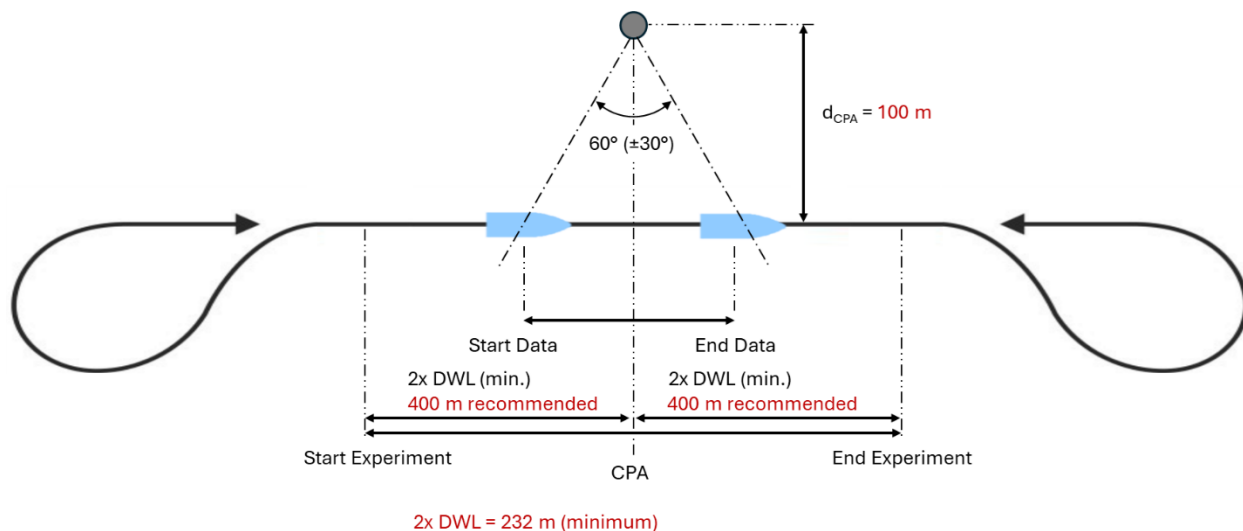 d_CPA = 100 m
60° (±30°)
Start Data
End Data
2x DWL (min.)
400 m recommended
2x DWL (min.)
400 m recommended
Start Experiment
CPA
End Experiment
2x DWL = 232 m (minimum)